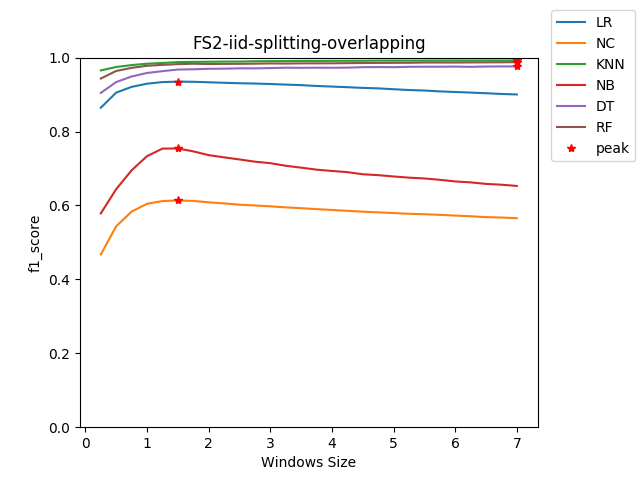 FS2-iid-splitting-overlapping
LR
NC
KNN
NB
DT
RF
peak
f1_score
1.0
0.8
0.6
0.4
0.2
0.0
0 1 2 3 4 5 6 7
Windows Size